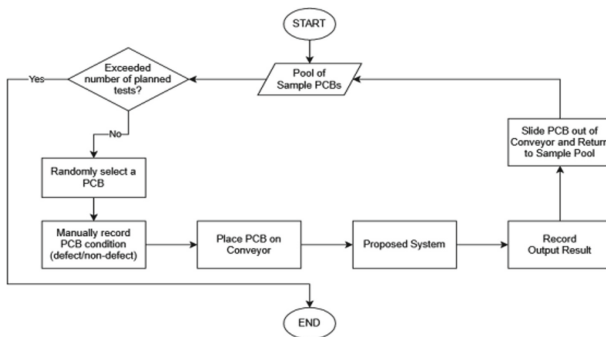 START
Pool of
Sample PCBs
Exceeded
number of planned
tests?
Yes
No
Randomly select a
PCB
Manually record
PCB condition
(defect/non-defect)
Place PCB on
Conveyor
Proposed System
Record
Output Result
Slide PCB out of
Conveyor and Return
to Sample Pool
END